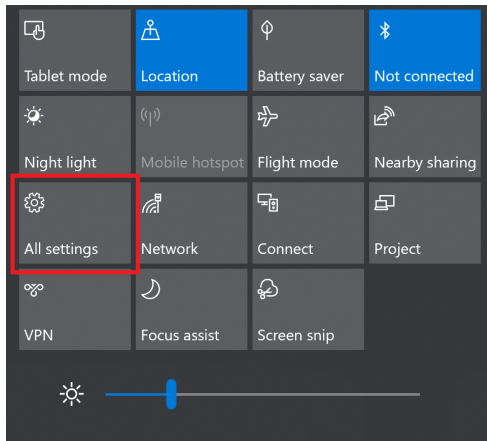 Tablet mode
Location
Battery saver
Not connected
Night light
Mobile hotspot
Flight mode
Nearby sharing
All settings
Network
Connect
Project
VPN
Focus assist
Screen snip